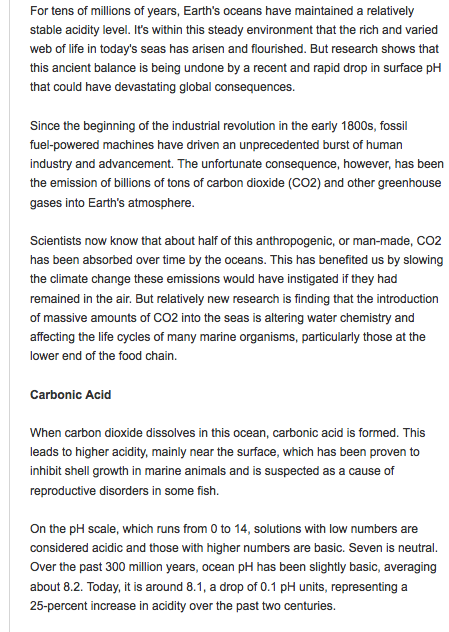 For tens of millions of years, Earth's oceans have maintained a relatively
stable acidity level. It's within this steady environment that the rich and varied
web of life in today's seas has arisen and flourished. But research shows that
this ancient balance is being undone by a recent and rapid drop in surface pH
that could have devastating global consequences.
Since the beginning of the industrial revolution in the early 1800s, fossil
fuel-powered machines have driven an unprecedented burst of human
industry and advancement. The unfortunate consequence, however, has been
the emission of billions of tons of carbon dioxide (CO2) and other greenhouse
gases into Earth's atmosphere.
Scientists now know that about half of this anthropogenic, or man-made, CO2
has been absorbed over time by the oceans. This has benefited us by slowing
the climate change these emissions would have instigated if they had
remained in the air. But relatively new research is finding that the introduction
of massive amounts of CO2 into the seas is altering water chemistry and
affecting the life cycles of many marine organisms, particularly those at the
lower end of the food chain.
Carbonic Acid
When carbon dioxide dissolves in this ocean, carbonic acid is formed. This
leads to higher acidity, mainly near the surface, which has been proven to
inhibit shell growth in marine animals and is suspected as a cause of
reproductive disorders in some fish.
On the pH scale, which runs from 0 to 14, solutions with low numbers are
considered acidic and those with higher numbers are basic. Seven is neutral.
Over the past 300 million years, ocean pH has been slightly basic, averaging
about 8.2. Today, it is around 8.1, a drop of 0.1 pH units, representing a
25-percent increase in acidity over the past two centuries.